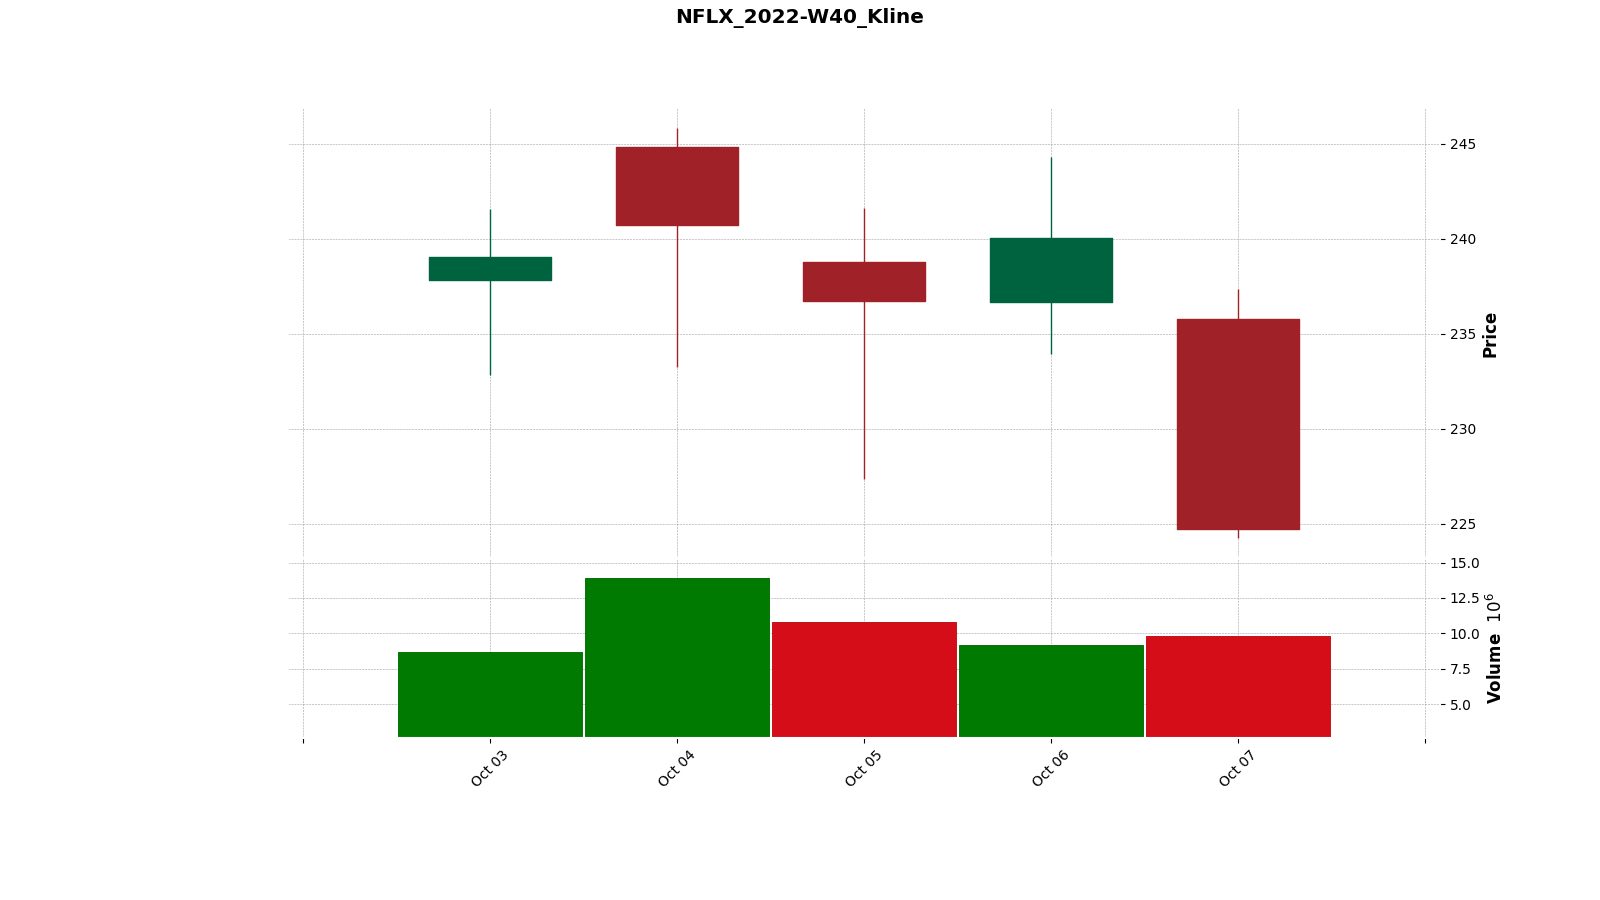 NFLX_2022-W40_Kline
245
240
235
230
225
Price
15.0
12.5
10.0
7.5
5.0
Volume 10^6
Oct 03
Oct 04
Oct 05
Oct 06
Oct 07